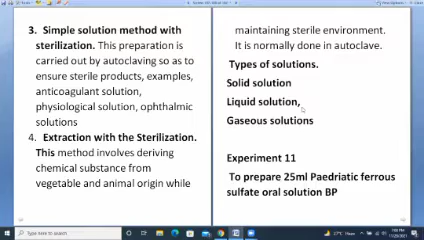 3. Simple solution method with
sterilization. This preparation is
carried out by autoclaving so as to
ensure sterile products, examples,
anticoagulant solution,
physiological solution, ophthalmic
solutions
4. Extraction with the Sterilization.
This method involves deriving
chemical substance from
vegetable and animal origin while
maintaining sterile environment.
It is normally done in autoclave.
Types of solutions.
Solid solution
Liquid solution,
Gaseous solutions
Experiment 11
To prepare 25ml Paedriatic ferrous
sulfate oral solution BP
Type here to search